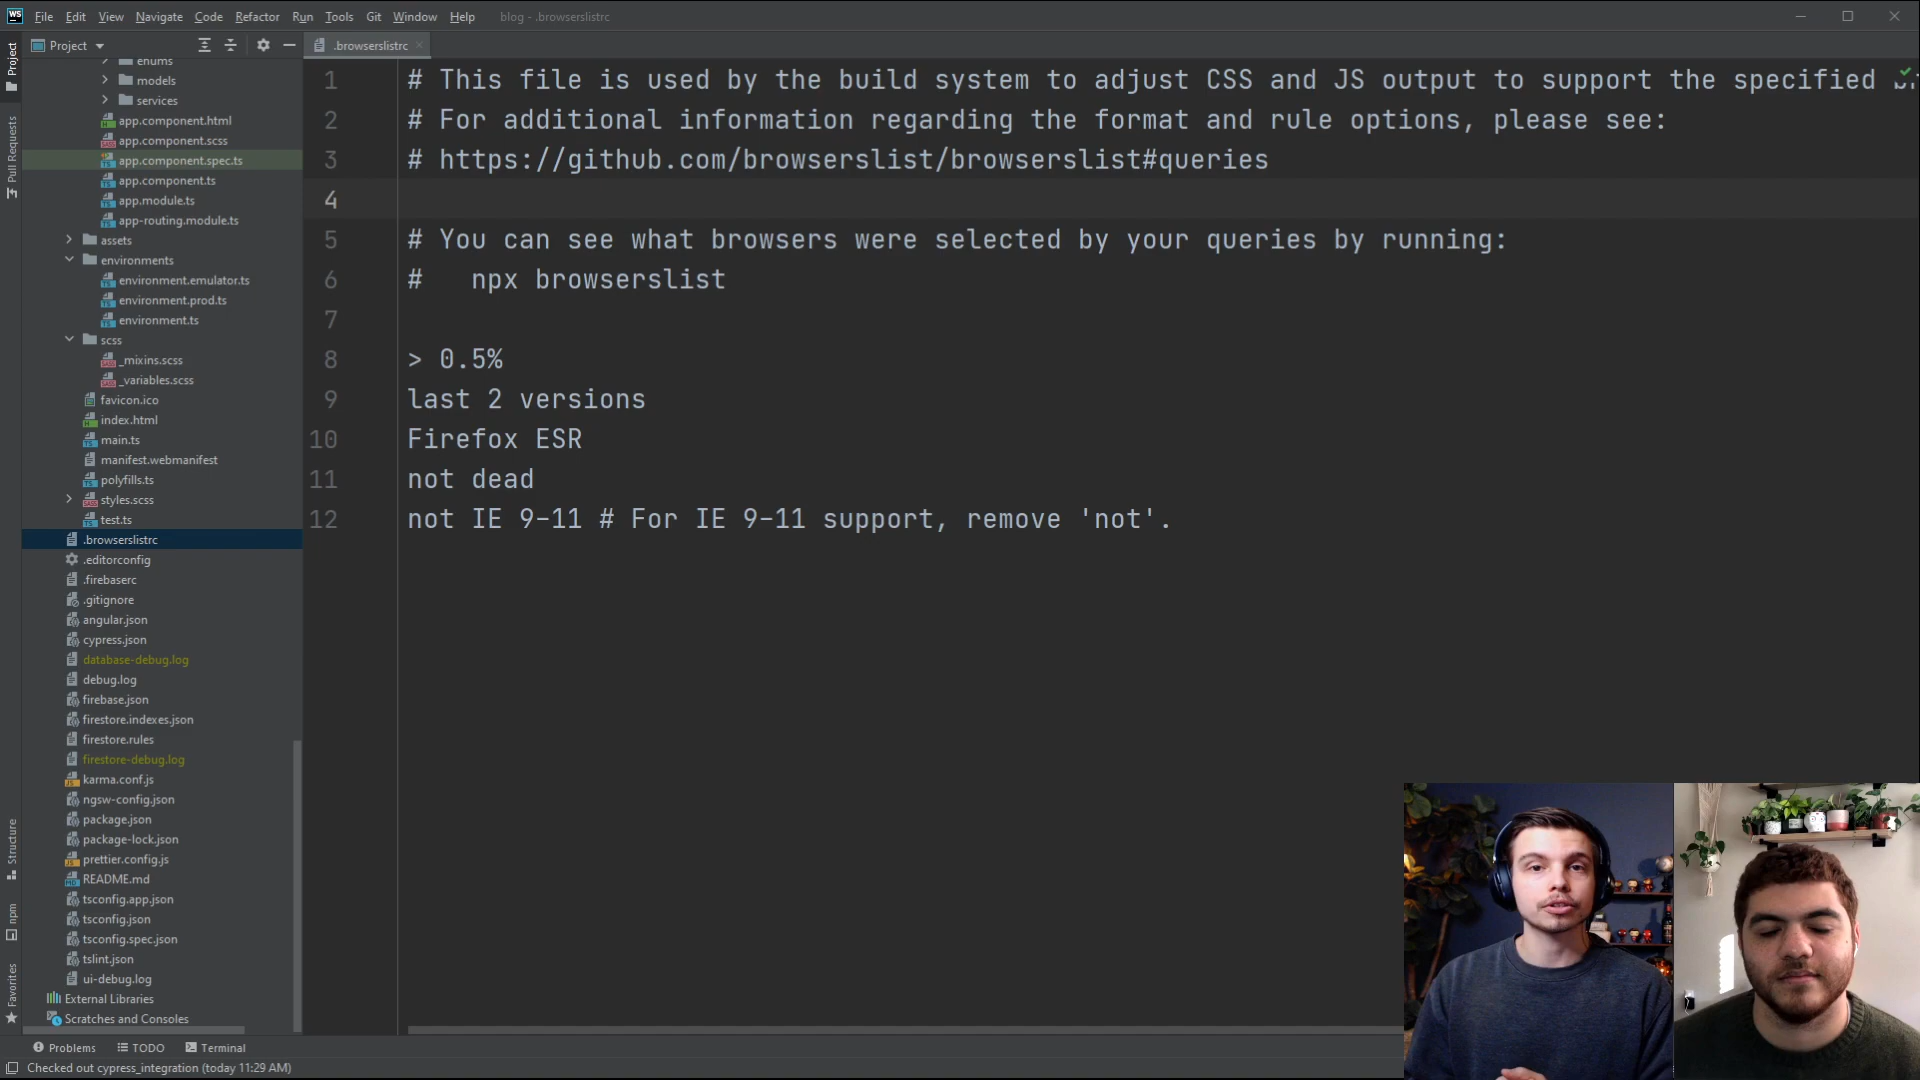 WS File Edit View Navigate Code Refactor Run Tools Git Window Help blog - .browserslistrc
Project
.browserslistrc
Project
Pull Requests
Structure
npm
Favorites
enums
models
services
app.component.html
app.component.scss
app.component.spec.ts
app.component.ts
app.module.ts
app-routing.module.ts
assets
environments
environment.emulator.ts
environment.prod.ts
environment.ts
scss
_mixins.scss
_variables.scss
favicon.ico
index.html
main.ts
manifest.webmanifest
polyfills.ts
styles.scss
test.ts
.browserslistrc
.editorconfig
.firebaserc
.gitignore
angular.json
cypress.json
database-debug.log
debug.log
firebase.json
firestore.indexes.json
firestore.rules
firestore-debug.log
karma.conf.js
ngsw-config.json
package.json
package-lock.json
prettier.config.js
README.md
tsconfig.app.json
tsconfig.json
tsconfig.spec.json
tslint.json
ui-debug.log
External Libraries
Scratches and Consoles
1 # This file is used by the build system to adjust CSS and JS output to support the specified
2 # For additional information regarding the format and rule options, please see:
3 # https://github.com/browserslist/browserslist#queries
4
5 # You can see what browsers were selected by your queries by running:
6 #   npx browserslist
7
8 > 0.5%
9 last 2 versions
10 Firefox ESR
11 not dead
12 not IE 9-11 # For IE 9-11 support, remove 'not'.
Problems TODO Terminal
Checked out cypress_integration (today 11:29 AM)